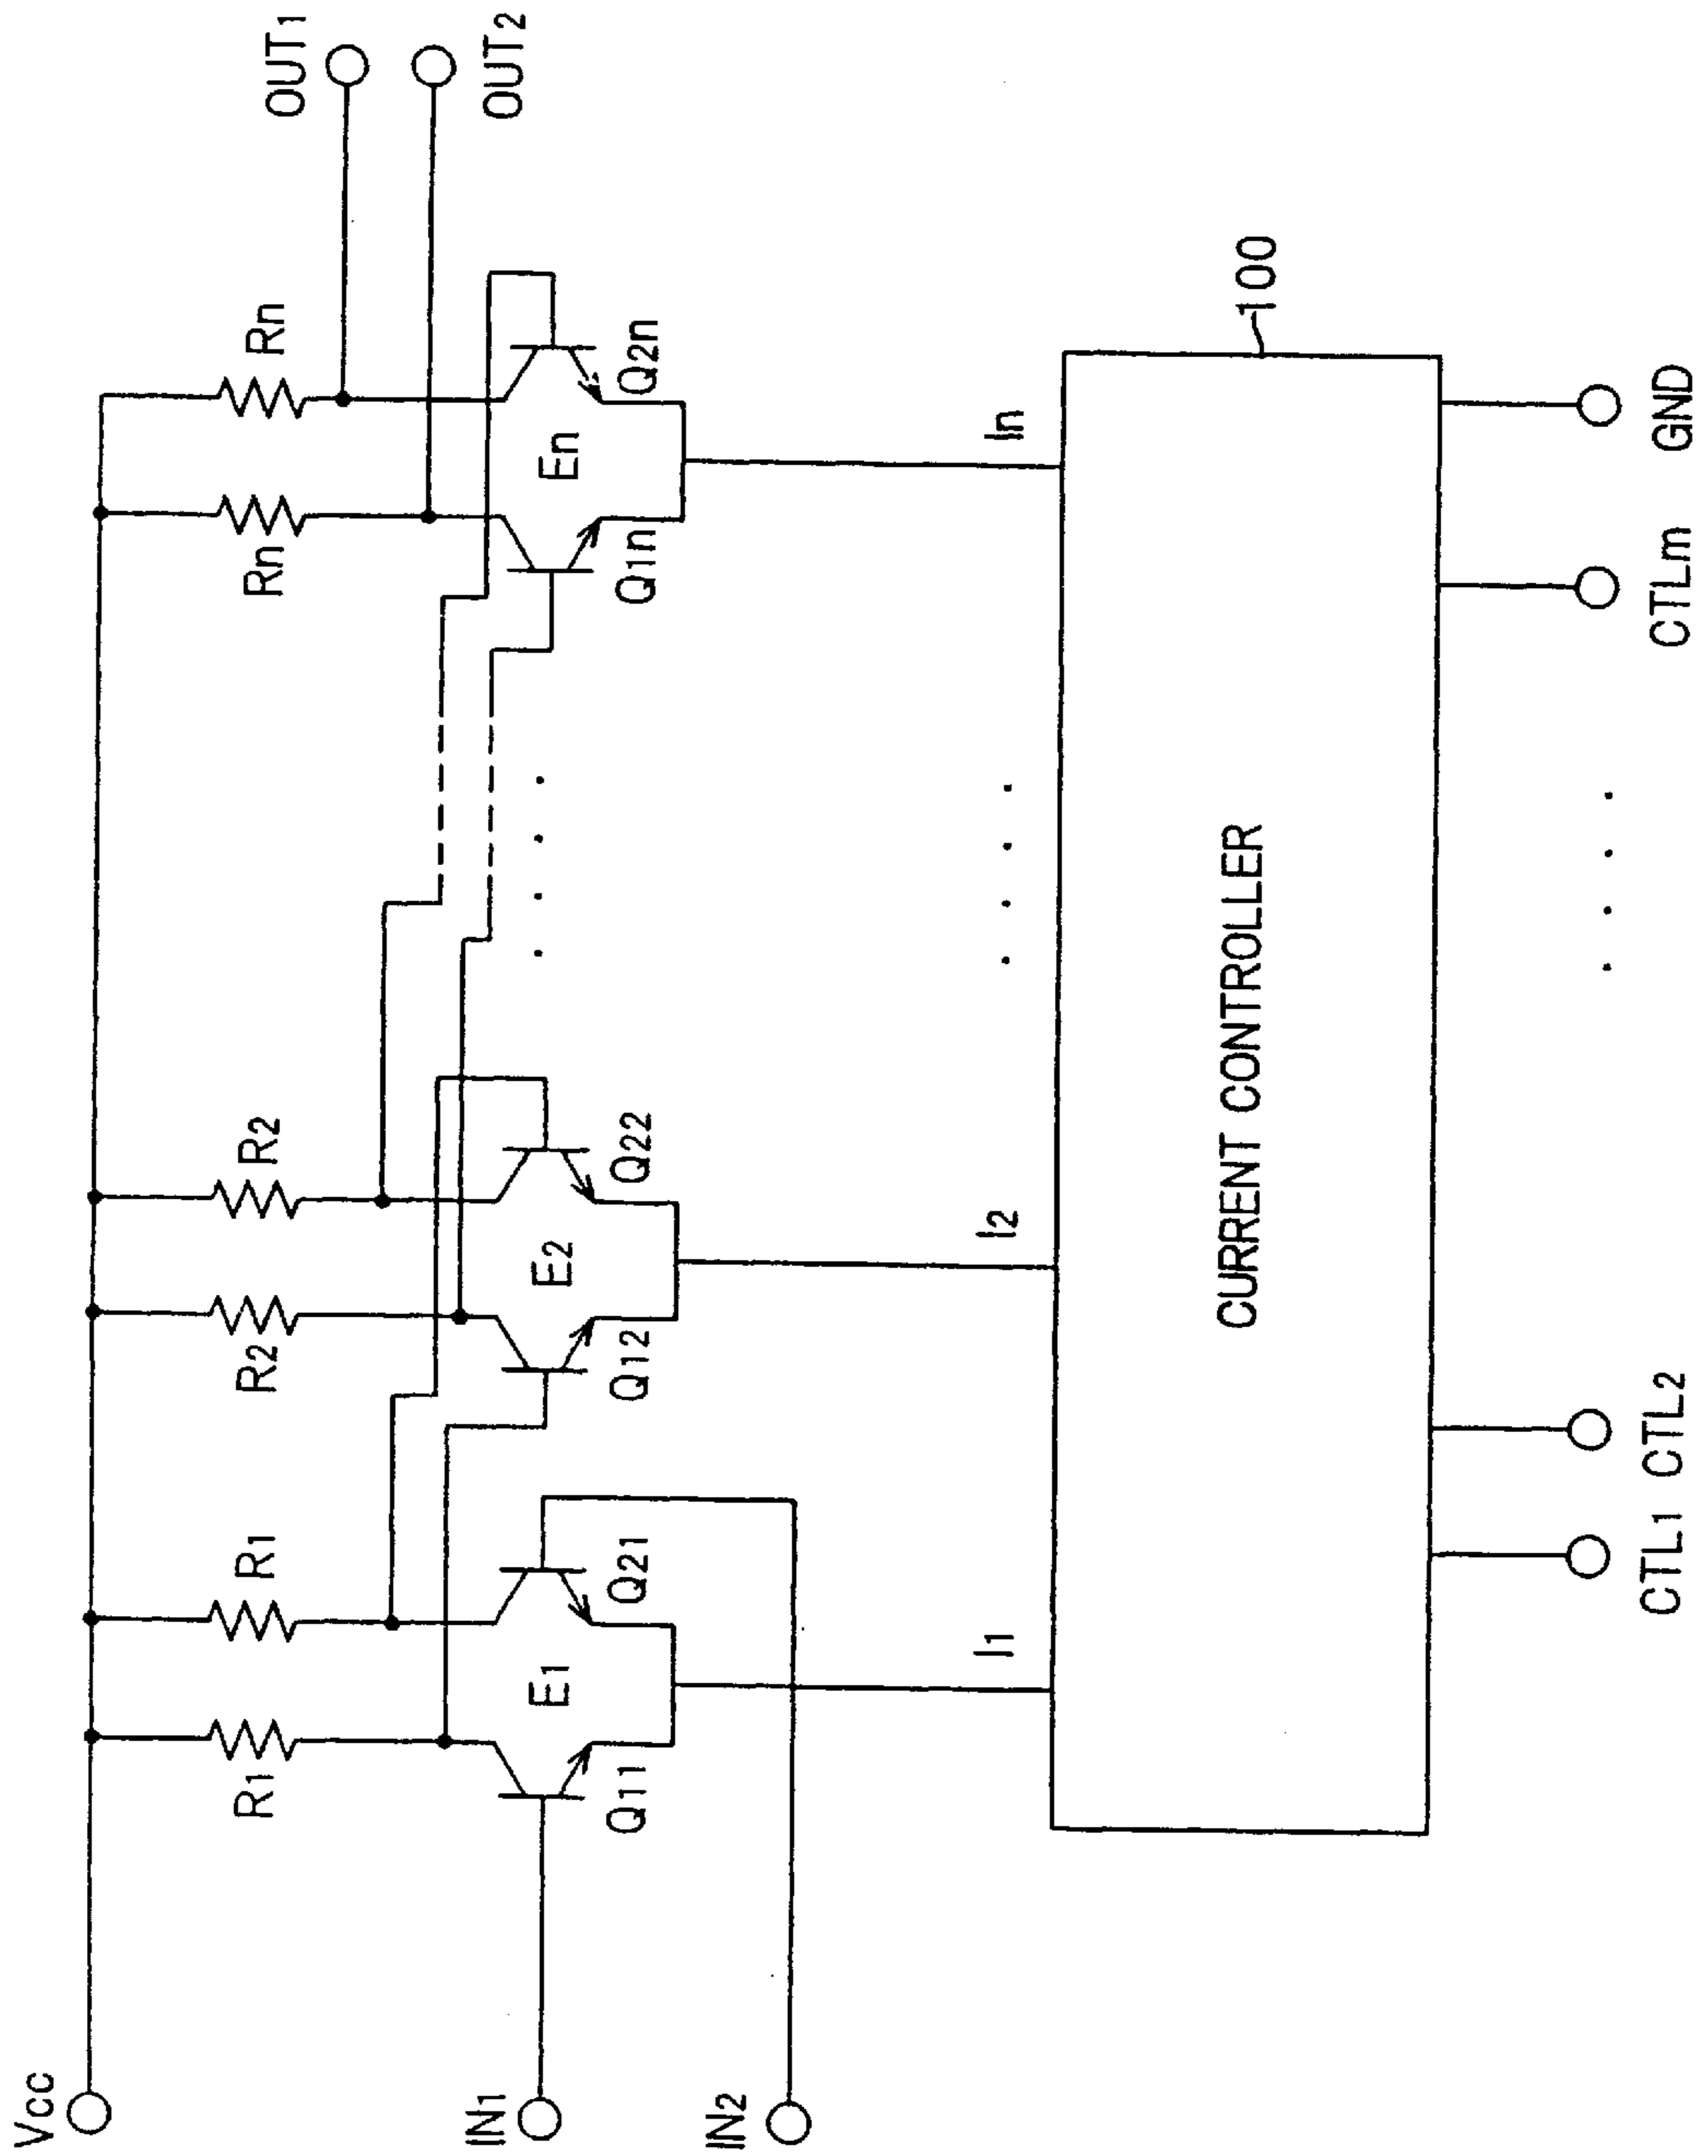 Vcc
R1
R1
R2
R2
Rn
Rn
OUT1
OUT2
IN1
IN2
Q11
E1
Q21
Q12
E2
Q22
. . . .
Q1n
En
Q2n
I1
I2
. . . .
In
CURRENT CONTROLLER
100
CTL1
CTL2
. . . .
CTLm
GND